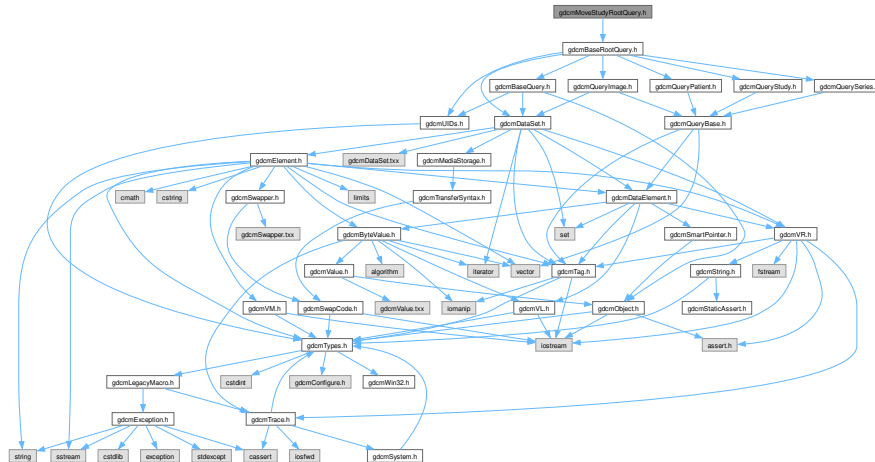 gdcmMoveStudyRootQuery.h
gdcmBaseRootQuery.h
gdcmBaseQuery.h
gdcmQueryImage.h
gdcmQueryPatient.h
gdcmQueryStudy.h
gdcmQuerySeries.h
gdcmUIDs.h
gdcmDataSet.h
gdcmQueryBase.h
gdcmElement.h
gdcmDataSet.txx
gdcmMediaStorage.h
cmath
cstring
gdcmSwapper.h
limits
gdcmTransferSyntax.h
gdcmDataElement.h
gdcmSwapper.txx
gdcmByteValue.h
set
gdcmSmartPointer.h
gdcmVR.h
gdcmValue.h
algorithm
iterator
vector
gdcmTag.h
gdcmString.h
fstream
gdcmVM.h
gdcmSwapCode.h
gdcmValue.txx
iomanip
gdcmVL.h
gdcmObject.h
gdcmStaticAssert.h
gdcmTypes.h
iostream
assert.h
gdcmLegacyMacro.h
cstdint
gdcmConfigure.h
gdcmWin32.h
gdcmException.h
gdcmTrace.h
string
sstream
cstdlib
exception
stdexcept
cassert
iosfwd
gdcmSystem.h